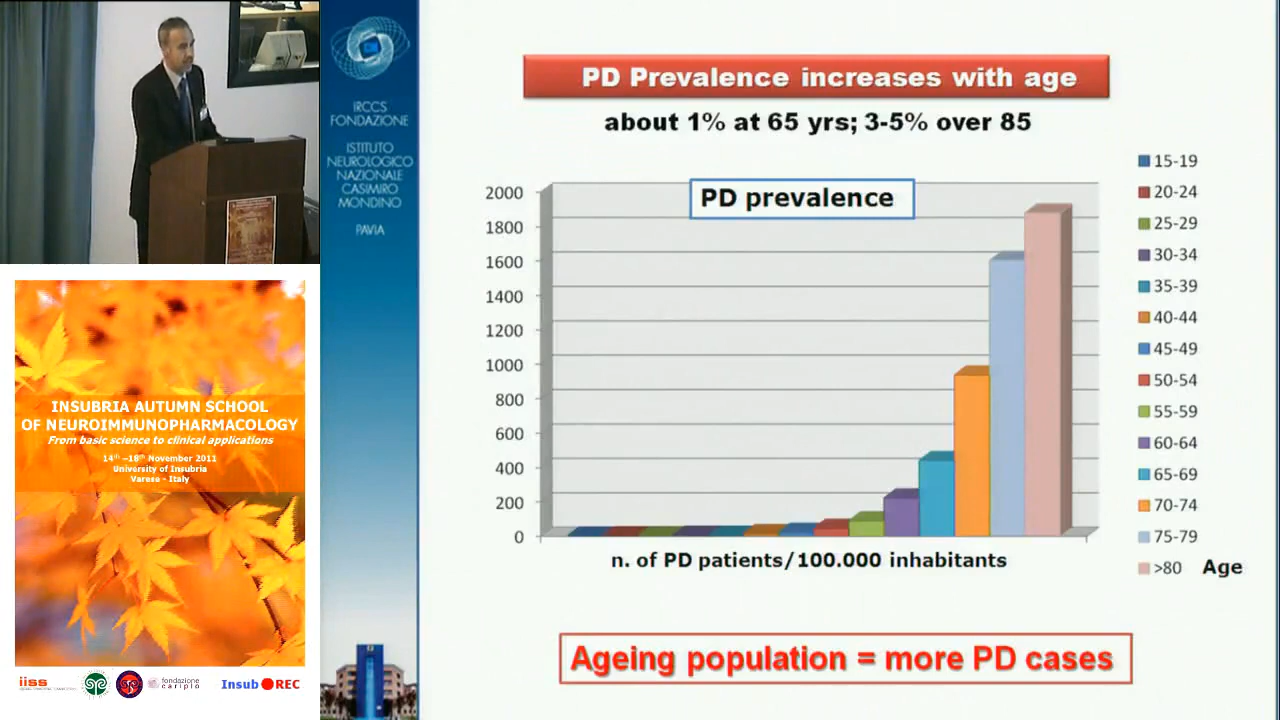 IRCCS
FONDAZIONE
ISTITUTO
NEUROLOGICO
NAZIONALE
CASIMIRO
MONDINO
PAVIA
INSUBRIA AUTUMN SCHOOL
OF NEUROIMMUNOPHARMACOLOGY
From basic science to clinical applications
14th –18th November 2011
University of Insubria
Varese - Italy
iiss
fondazione
cariplo
Insub REC
PD Prevalence increases with age
about 1% at 65 yrs; 3-5% over 85
PD prevalence
2000
1800
1600
1400
1200
1000
800
600
400
200
0
n. of PD patients/100.000 inhabitants
15-19
20-24
25-29
30-34
35-39
40-44
45-49
50-54
55-59
60-64
65-69
70-74
75-79
>80 Age
Ageing population = more PD cases